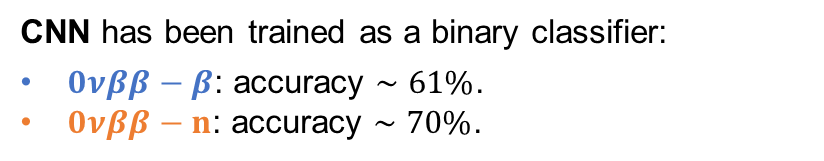 CNN has been trained as a binary classifier:
• 0νββ − β: accuracy ~ 61%.
• 0νββ − n: accuracy ~ 70%.